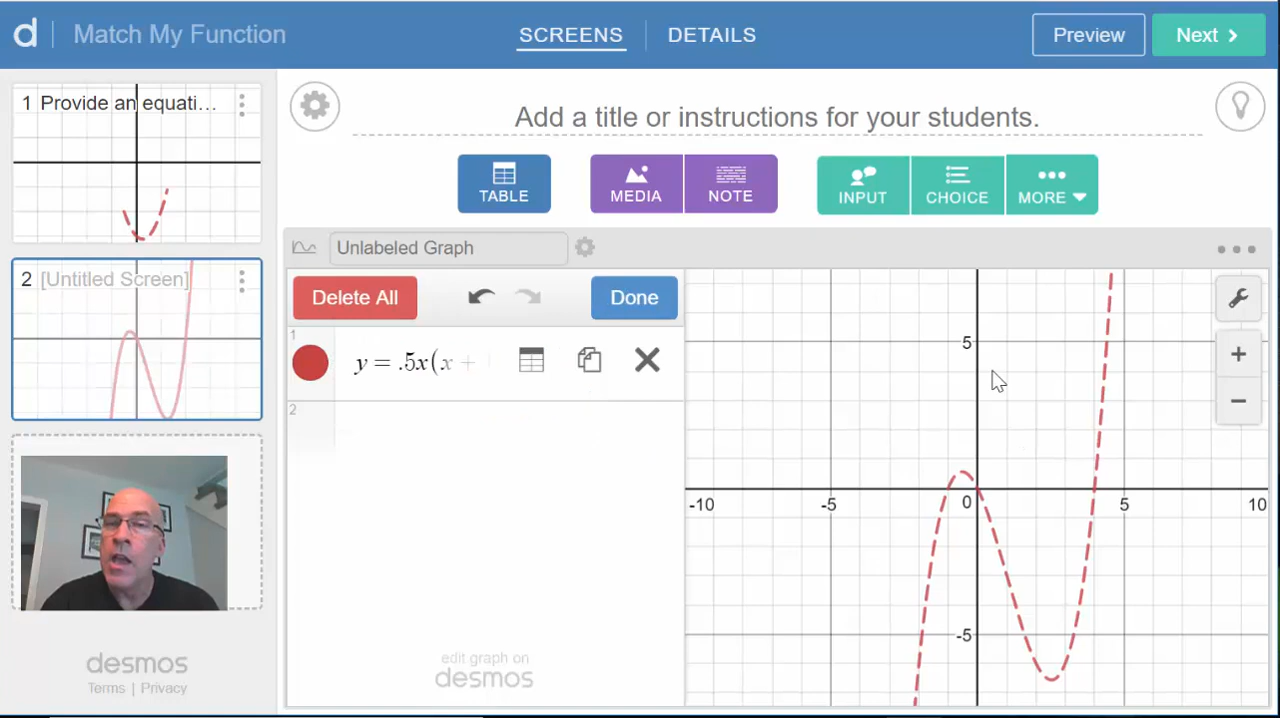 d Match My Function SCREENS DETAILS Preview Next
1 Provide an equati...
2 [Untitled Screen]
desmos
Terms | Privacy
Add a title or instructions for your students.
TABLE MEDIA NOTE INPUT CHOICE MORE
Unlabeled Graph
Delete All Done
1
y = .5x(x +
2
edit graph on
desmos
5
-10 -5 0 5 10
-5